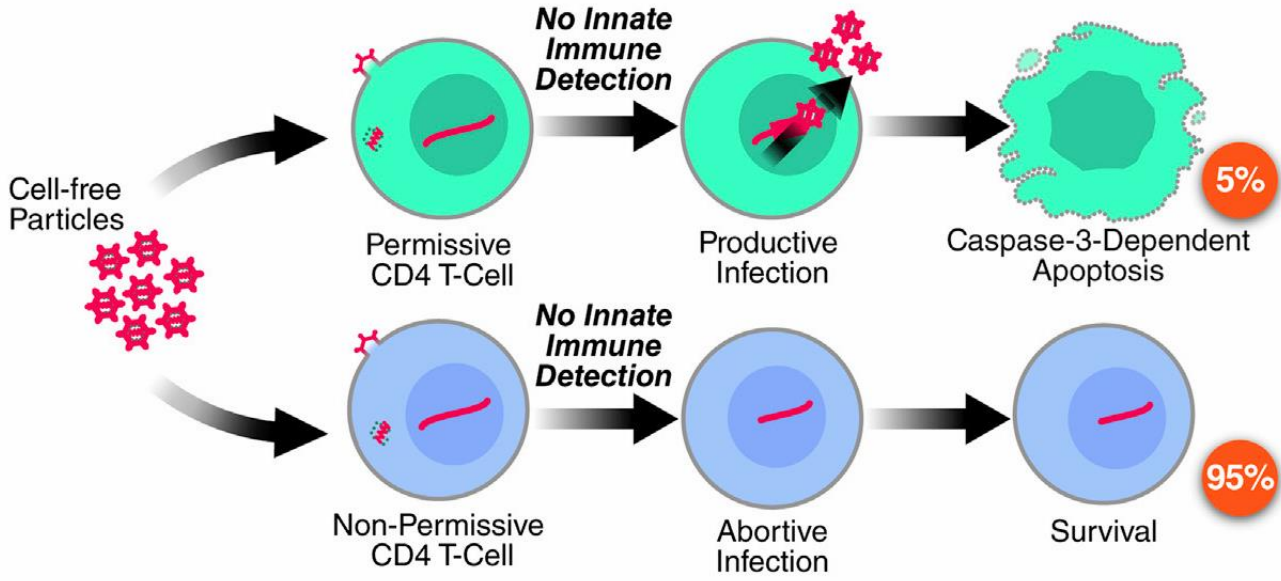 No Innate
Immune
Detection
Cell-free
Particles
Permissive
CD4 T-Cell
Productive
Infection
Caspase-3-Dependent
Apoptosis
5%
No Innate
Immune
Detection
Non-Permissive
CD4 T-Cell
Abortive
Infection
Survival
95%